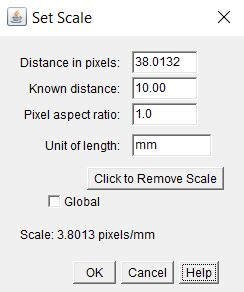 Set Scale
Distance in pixels: 38.0132
Known distance: 10.00
Pixel aspect ratio: 1.0
Unit of length: mm
Click to Remove Scale
Global
Scale: 3.8013 pixels/mm
OK Cancel Help